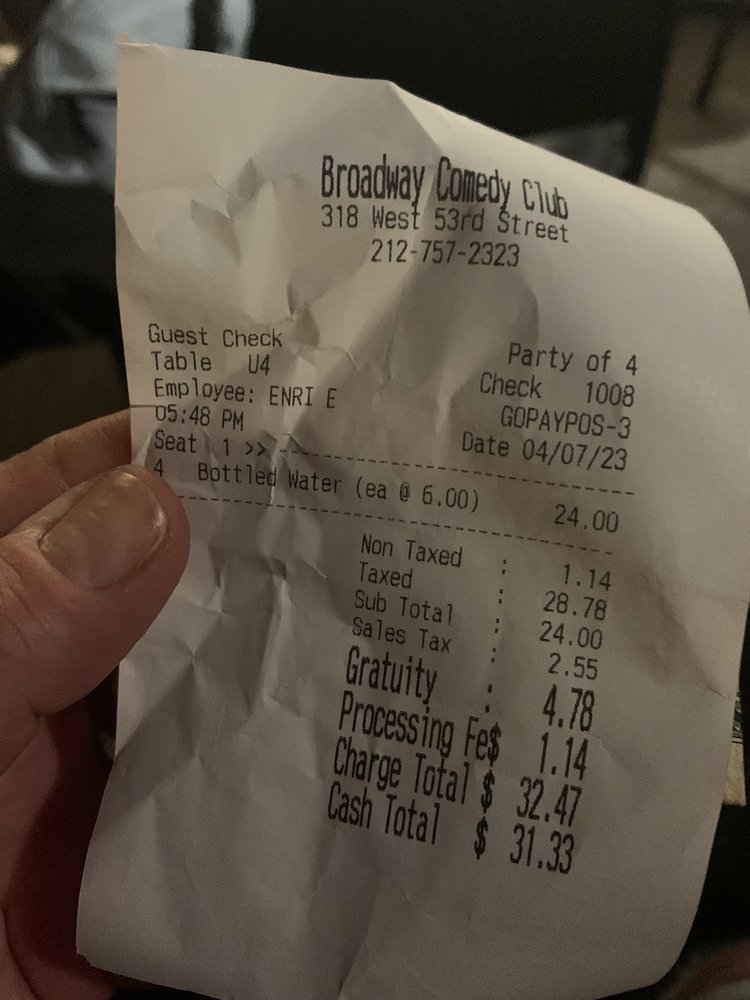 Broadway Comedy Club
318 West 53rd Street
212-757-2323
Guest Check Party of 4
Table U4 Check 1008
Employee: ENRI E GOPAYPOS-3
05:48 PM Date 04/07/23
Seat 1 >> --------------------------------
4 Bottled Water (ea @ 6.00) 24.00
--------------------------------
Non Taxed : 1.14
Taxed : 28.78
Sub Total : 24.00
Sales Tax : 2.55
Gratuity : 4.78
Processing Fe$ 1.14
Charge Total $ 32.47
Cash Total $ 31.33